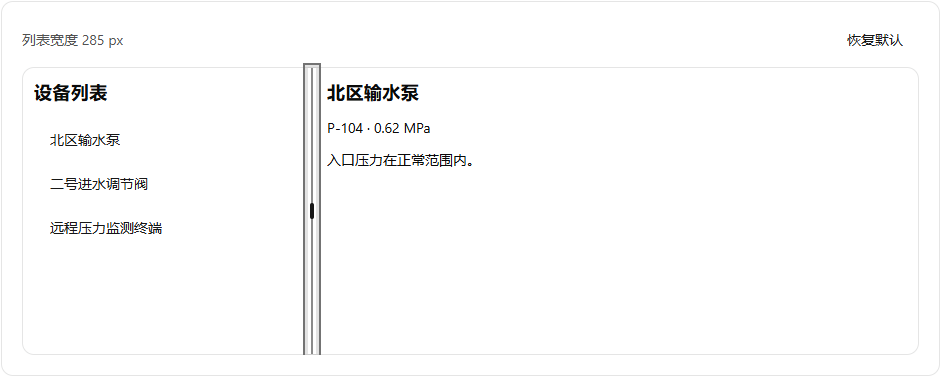 列表宽度 285 px
恢复默认
设备列表
北区输水泵
二号进水调节阀
远程压力监测终端
北区输水泵
P-104 · 0.62 MPa
入口压力在正常范围内。